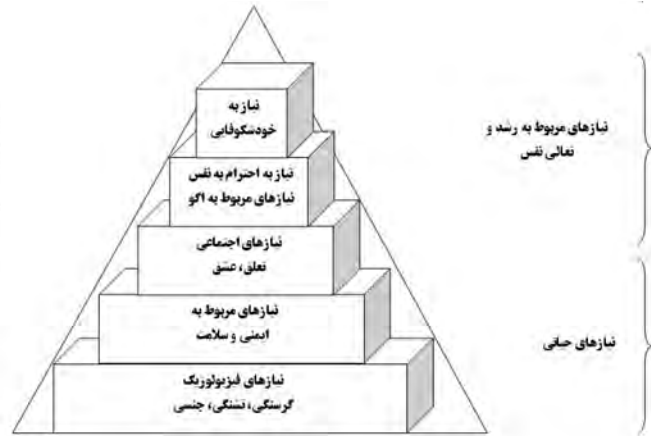 نیاز به
خودشکوفایی
نیاز به احترام به نفس
نیازهای مربوط به اگو
نیازهای اجتماعی
تعلق، عشق
نیازهای مربوط به
ایمنی و سلامت
نیازهای فیزیولوژیک
گرسنگی، تشنگی، جنسی
نیازهای مربوط به رشد و
تعالی نفس
نیازهای حیاتی